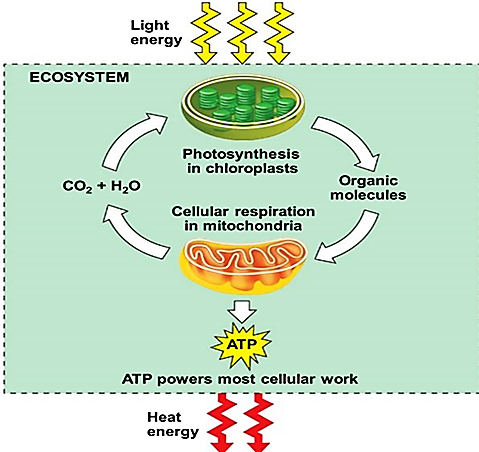 Light
energy
ECOSYSTEM
Photosynthesis
in chloroplasts
CO₂ + H₂O
Organic
molecules
Cellular respiration
in mitochondria
ATP
ATP powers most cellular work
Heat
energy